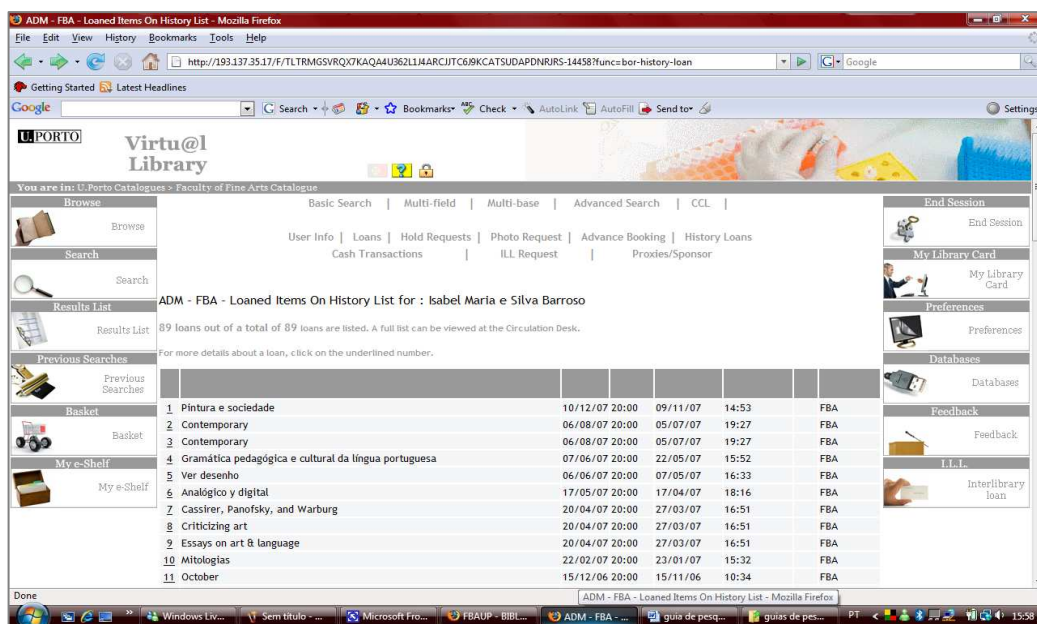 ADM - FBA - Loaned Items On History List - Mozilla Firefox
File Edit View History Bookmarks Tools Help
http://193.137.35.17/F/TLTRMGSVRQX7KAQA4U362L1J4ARCJJTC6J9KCATSUDAPDNRJRS-14458?func=bor-history-loan
Google
Getting Started Latest Headlines
Google Search Bookmarks Check AutoLink AutoFill Send to Settings
U.PORTO
Virtu@l
Library
You are in: U.Porto Catalogues > Faculty of Fine Arts Catalogue
Browse
Browse
Search
Search
Results List
Results List
Previous Searches
Previous
Searches
Basket
Basket
My e-Shelf
My e-Shelf
Basic Search | Multi-field | Multi-base | Advanced Search | CCL |
User Info | Loans | Hold Requests | Photo Request | Advance Booking | History Loans
Cash Transactions | ILL Request | Proxies/Sponsor
ADM - FBA - Loaned Items On History List for : Isabel Maria e Silva Barroso
89 loans out of a total of 89 loans are listed. A full list can be viewed at the Circulation Desk.
For more details about a loan, click on the underlined number.
1 Pintura e sociedade 10/12/07 20:00 09/11/07 14:53 FBA
2 Contemporary 06/08/07 20:00 05/07/07 19:27 FBA
3 Contemporary 06/08/07 20:00 05/07/07 19:27 FBA
4 Gramática pedagógica e cultural da língua portuguesa 07/06/07 20:00 22/05/07 15:52 FBA
5 Ver desenho 06/06/07 20:00 07/05/07 16:33 FBA
6 Analógico y digital 17/05/07 20:00 17/04/07 18:16 FBA
7 Cassirer, Panofsky, and Warburg 20/04/07 20:00 27/03/07 16:51 FBA
8 Criticizing art 20/04/07 20:00 27/03/07 16:51 FBA
9 Essays on art & language 20/04/07 20:00 27/03/07 16:51 FBA
10 Mitologias 22/02/07 20:00 23/01/07 15:32 FBA
11 October 15/12/06 20:00 15/11/06 10:34 FBA
End Session
End Session
My Library Card
My Library
Card
Preferences
Preferences
Databases
Databases
Feedback
Feedback
I.L.L.
Interlibrary
loan
Done
ADM - FBA - Loaned Items On History List - Mozilla Firefox
Windows Liv... Sem título - ... Microsoft Fro... FBAUP - BIBL... ADM - FBA - ... guia de pesq... guias de pes... PT 15:58